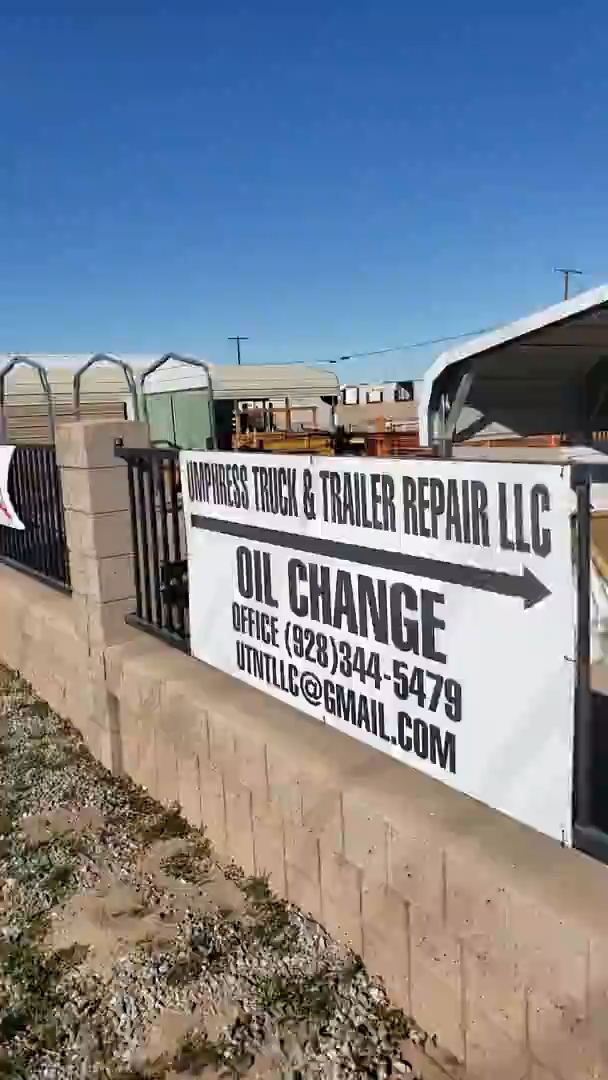 UMPHRESS TRUCK & TRAILER REPAIR LLC
OIL CHANGE
OFFICE (928)344-5479
UTNTLLC@GMAIL.COM